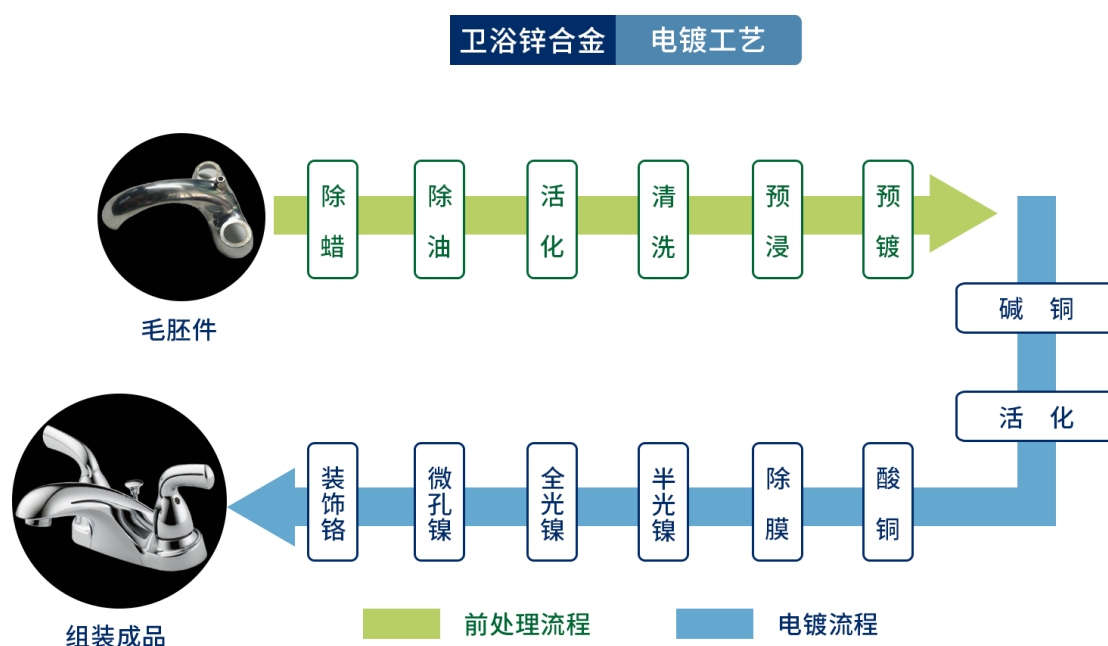 卫浴锌合金 电镀工艺
除蜡
除油
活化
清洗
预浸
预镀
毛胚件
碱 铜
活 化
酸铜
除膜
半光镍
全光镍
微孔镍
装饰铬
组装成品
前处理流程
电镀流程